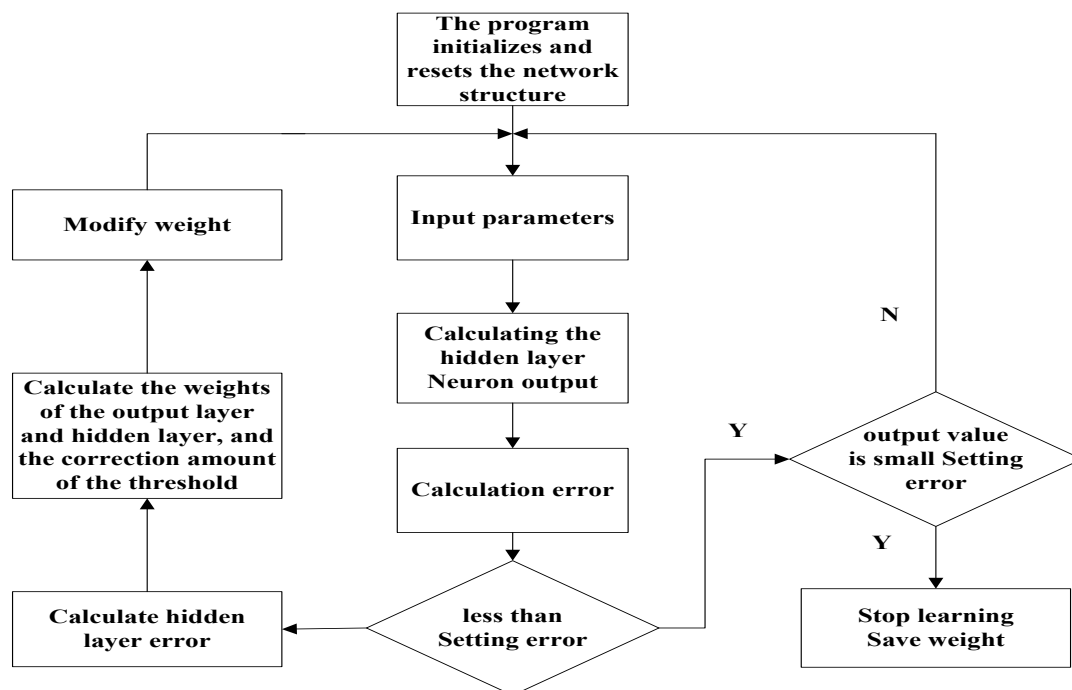 The program
initializes and
resets the network
structure
Modify weight
Input parameters
N
Calculating the
hidden layer
Neuron output
Calculate the weights
of the output layer
and hidden layer, and
the correction amount
of the threshold
Y
output value
is small Setting
error
Calculation error
Y
Calculate hidden
layer error
less than
Setting error
Stop learning
Save weight